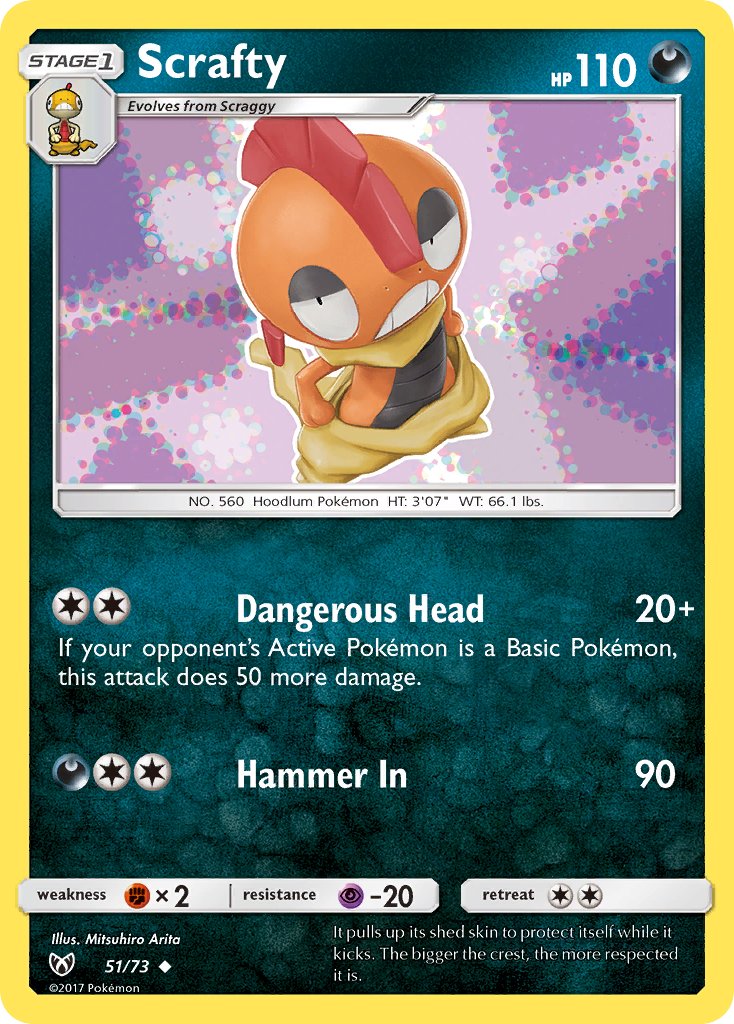 STAGE1
Scrafty
HP 110
Evolves from Scraggy
NO. 560 Hoodlum Pokémon HT: 3'07" WT: 66.1 lbs.
Dangerous Head 20+
If your opponent's Active Pokémon is a Basic Pokémon,
this attack does 50 more damage.
Hammer In 90
weakness ×2 resistance -20 retreat
Illus. Mitsuhiro Arita
51/73
©2017 Pokémon
It pulls up its shed skin to protect itself while it
kicks. The bigger the crest, the more respected
it is.